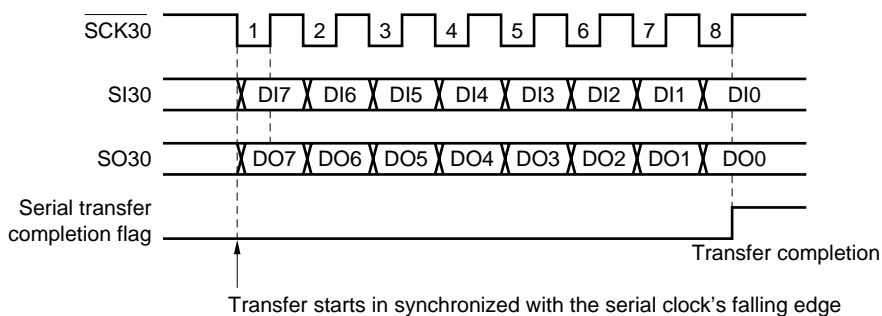 SCK30 1 2 3 4 5 6 7 8
SI30 DI7 DI6 DI5 DI4 DI3 DI2 DI1 DI0
SO30 DO7 DO6 DO5 DO4 DO3 DO2 DO1 DO0
Serial transfer
completion flag
Transfer completion
Transfer starts in synchronized with the serial clock's falling edge